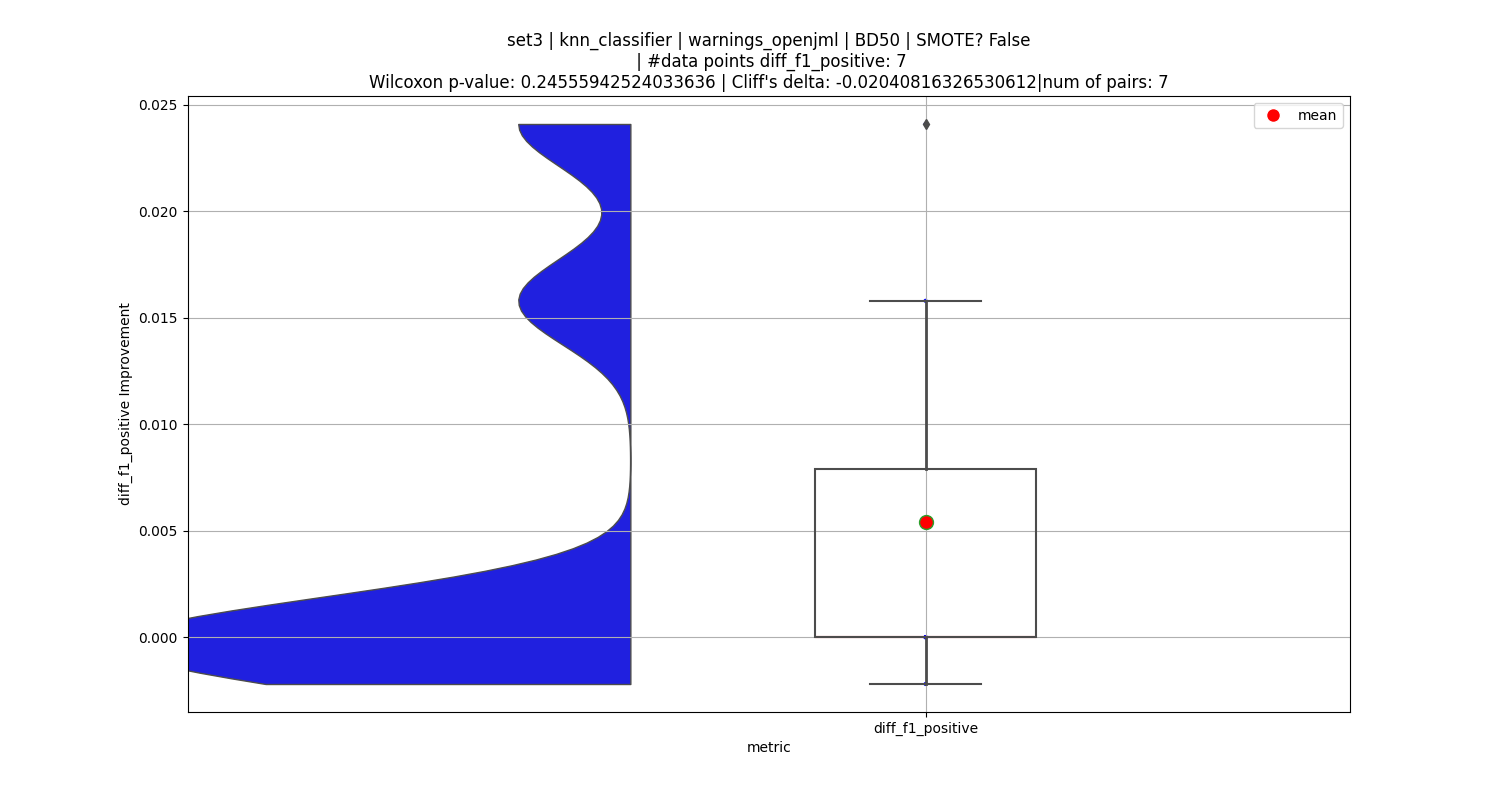 set3 | knn_classifier | warnings_openjml | BD50 | SMOTE? False
| #data points diff_f1_positive: 7
Wilcoxon p-value: 0.24555942524033636 | Cliff's delta: -0.02040816326530612|num of pairs: 7
mean
0.025
0.020
0.015
0.010
0.005
0.000
diff_f1_positive Improvement
diff_f1_positive
metric